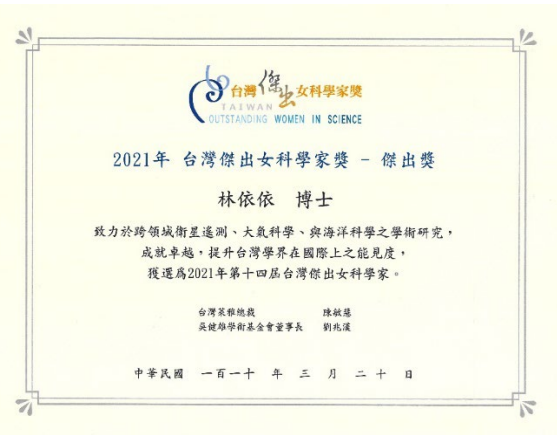 台灣傑出女科學家獎
TAIWAN
OUTSTANDING WOMEN IN SCIENCE
2021年 台灣傑出女科學家獎 - 傑出獎
林依依 博士
致力於跨領域衛星遙測、大氣科學、與海洋科學之學術研究，
成就卓越，提升台灣學界在國際上之能見度，
獲選為2021年第十四屆台灣傑出女科學家。
台灣萊雅總裁 陳敏慧
吳健雄學術基金會董事長 劉兆漢
中華民國 一百一十 年 三 月 二十 日